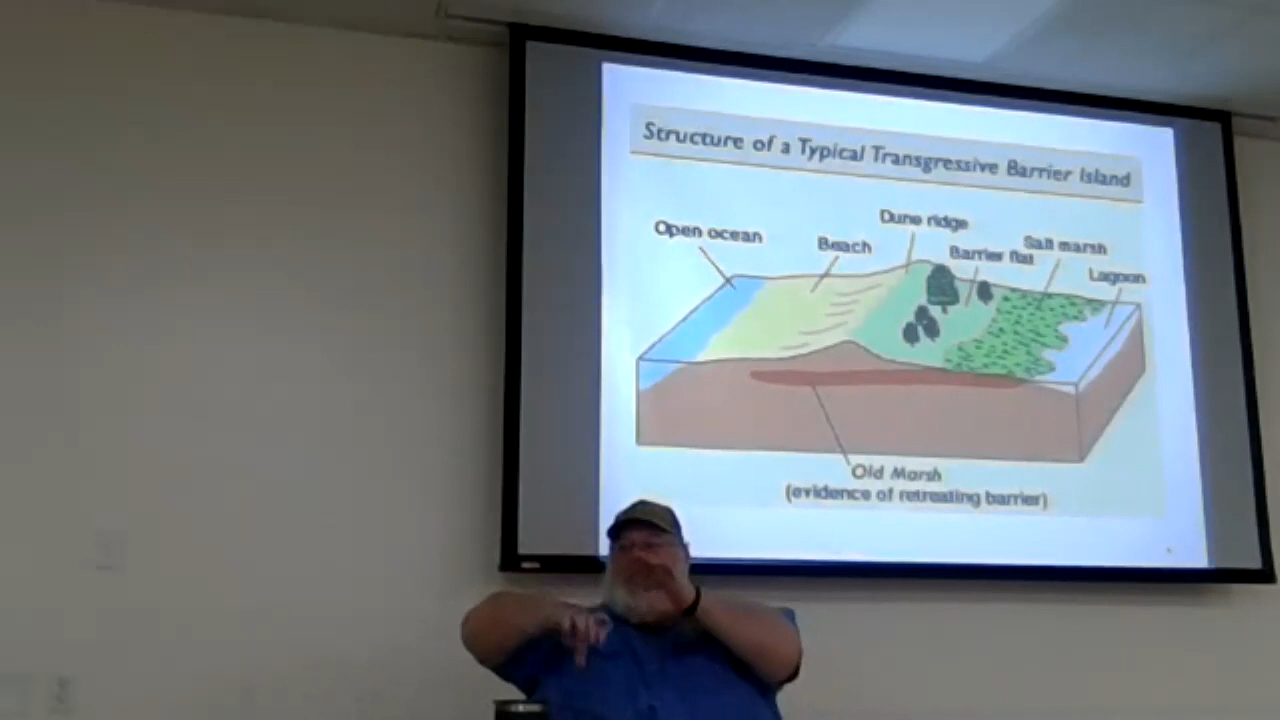 Structure of a Typical Transgressive Barrier Island
Open ocean
Beach
Dune ridge
Barrier flat
Salt marsh
Lagoon
Old Marsh
(evidence of retreating barrier)